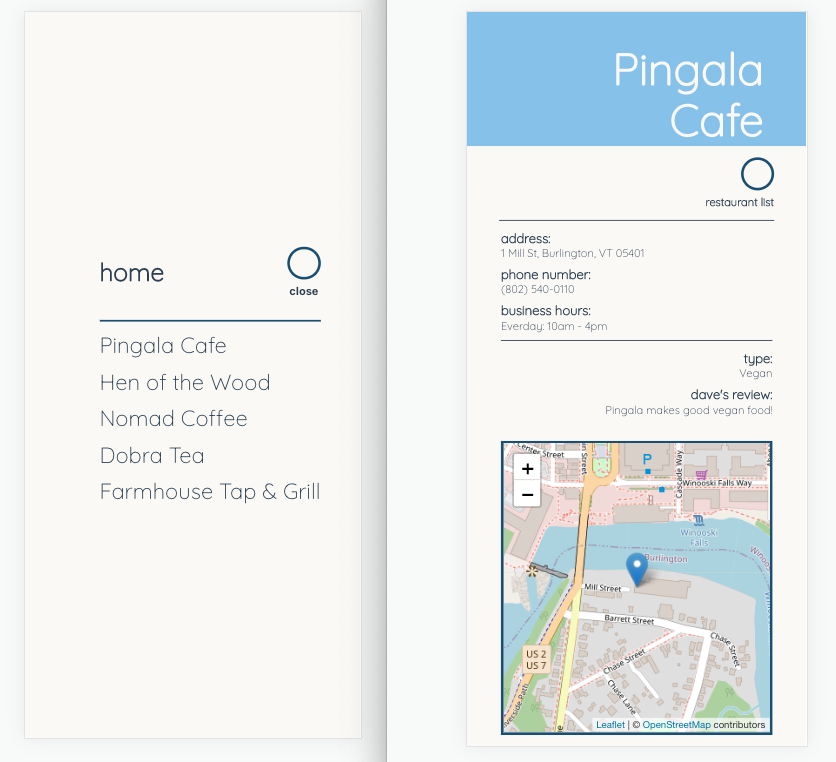 home
close
Pingala Cafe
Hen of the Wood
Nomad Coffee
Dobra Tea
Farmhouse Tap & Grill
Pingala
Cafe
restaurant list
address:
1 Mill St, Burlington, VT 05401
phone number:
(802) 540-0110
business hours:
Everday: 10am - 4pm
type:
Vegan
dave's review:
Pingala makes good vegan food!
+
−
Center Street
P
Cascade Way
Winooski Falls Way
Winooski
Falls
Burlington
Mill Street
Barrett Street
Chase Street
Chase Street
Chase Lane
US 2
US 7
Leaflet | © OpenStreetMap contributors